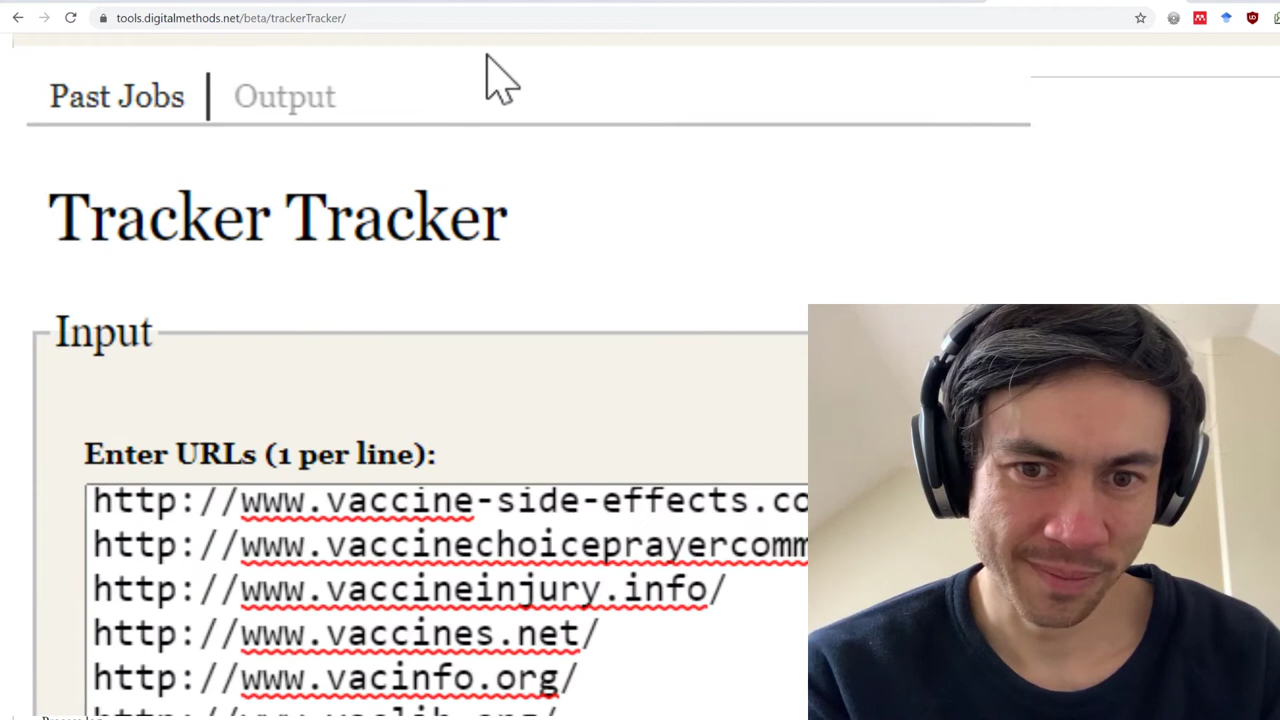 tools.digitalmethods.net/beta/trackerTracker/
Past Jobs | Output
Tracker Tracker
Input
Enter URLs (1 per line):
http://www.vaccine-side-effects.co
http://www.vaccinechoiceprayercomm
http://www.vaccineinjury.info/
http://www.vaccines.net/
http://www.vacinfo.org/